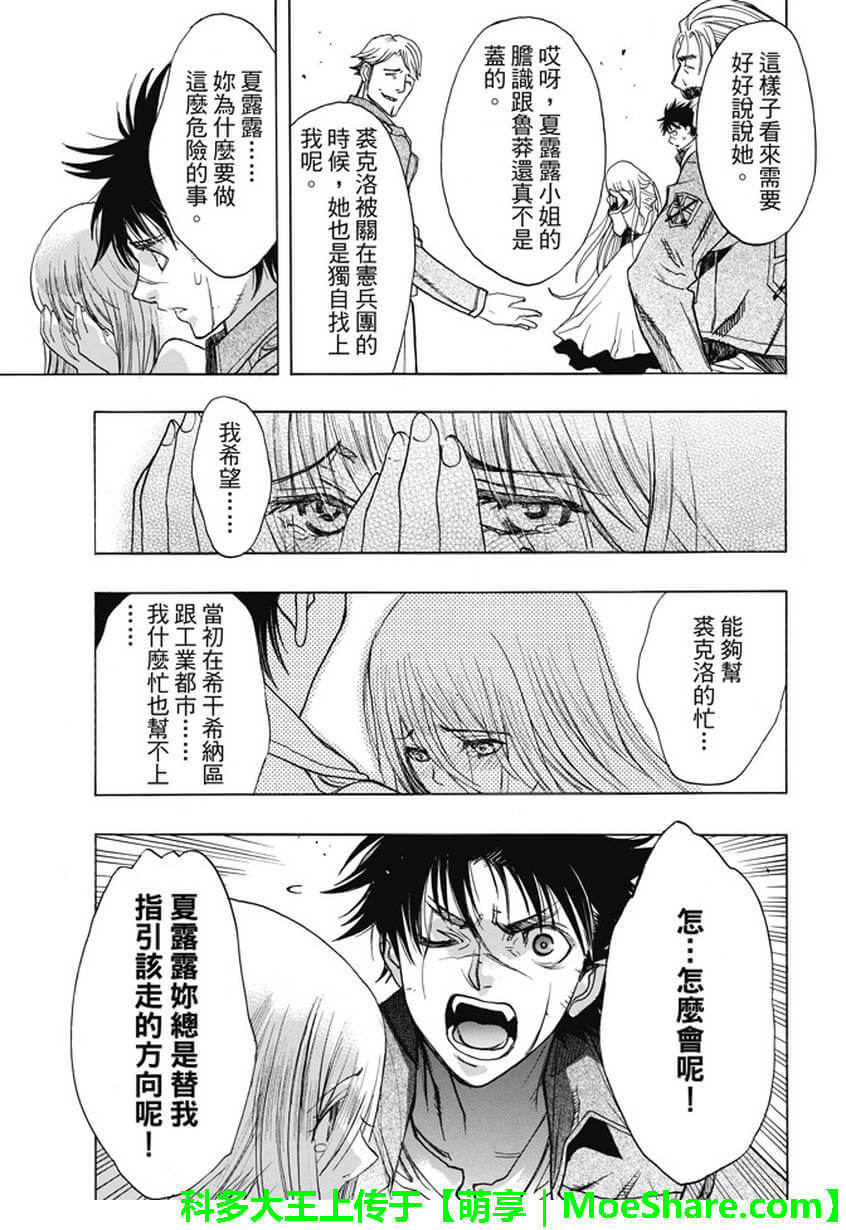 這樣子看來需要
好好說說她。
哎呀，夏露露小姐的
膽識跟魯莽還真不是
蓋的。
裘克洛被關在憲兵團的
時候，她也是獨自找上
我呢。
夏露露……
妳為什麼要做
這麼危險的事。
我希望……
能夠幫
裘克洛的忙…
當初在希干希納區
跟工業都市……
我什麼忙也幫不上
……
怎…怎麼會呢！
夏露露妳總是替我
指引該走的方向呢！
科多大王上传于【萌享｜MoeShare.com】